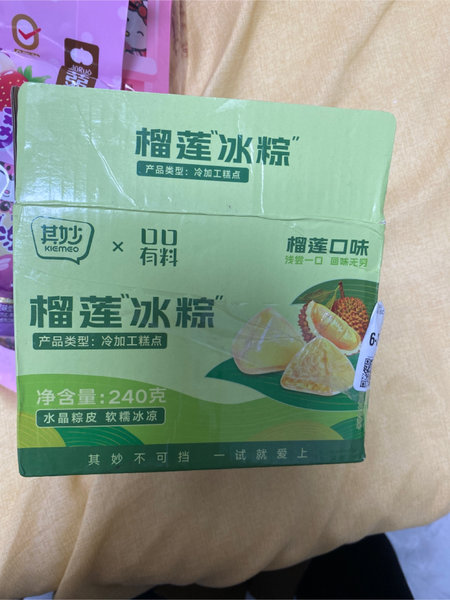 榴莲"冰粽"
产品类型：冷加工糕点
其妙
KIEMEO
×
口口
有料
榴莲口味
浅尝一口 回味无穷
榴莲"冰粽"
产品类型：冷加工糕点
净含量：240克
水晶粽皮 软糯冰凉
其妙不可挡 一试就爱上